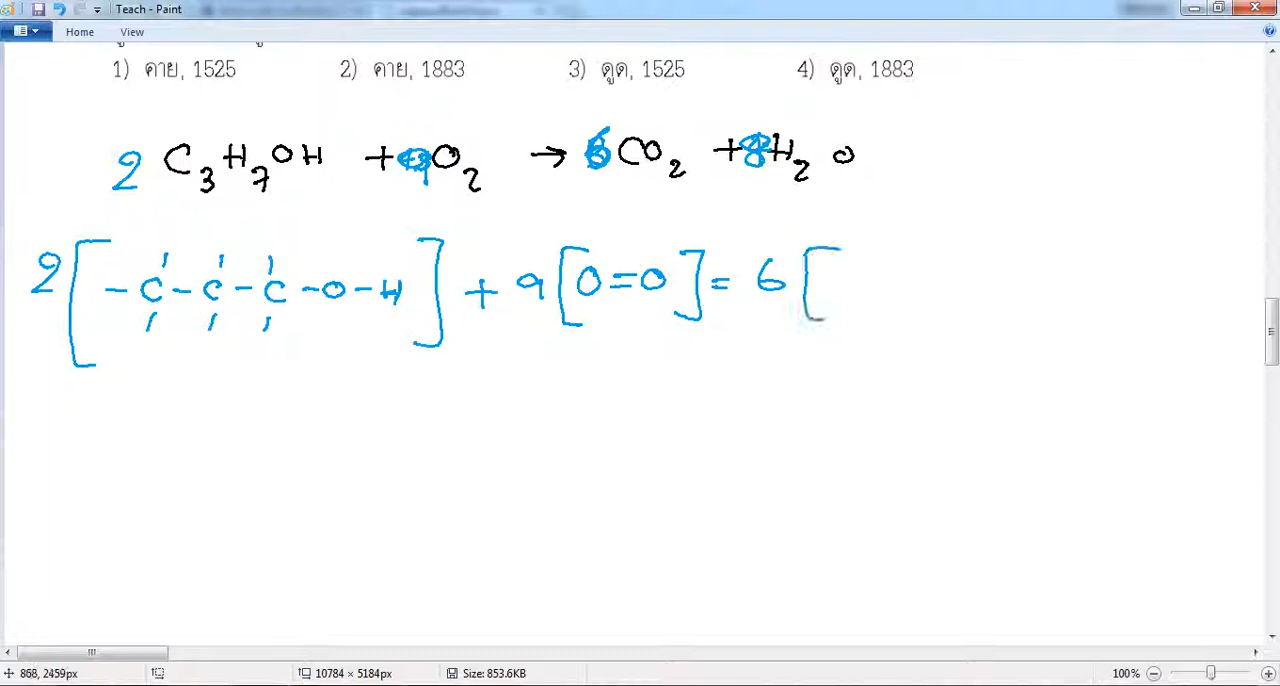 Teach - Paint
Home View
1) คาย, 1525 2) คาย, 1883 3) ดูด, 1525 4) ดูด, 1883
2 C3H7OH + 9O2 → 6CO2 + 8H2O
2[-C-C-C-O-H] + 9[O=O] = 6[
868, 2459px 10784 × 5184px Size: 853.6KB 100%